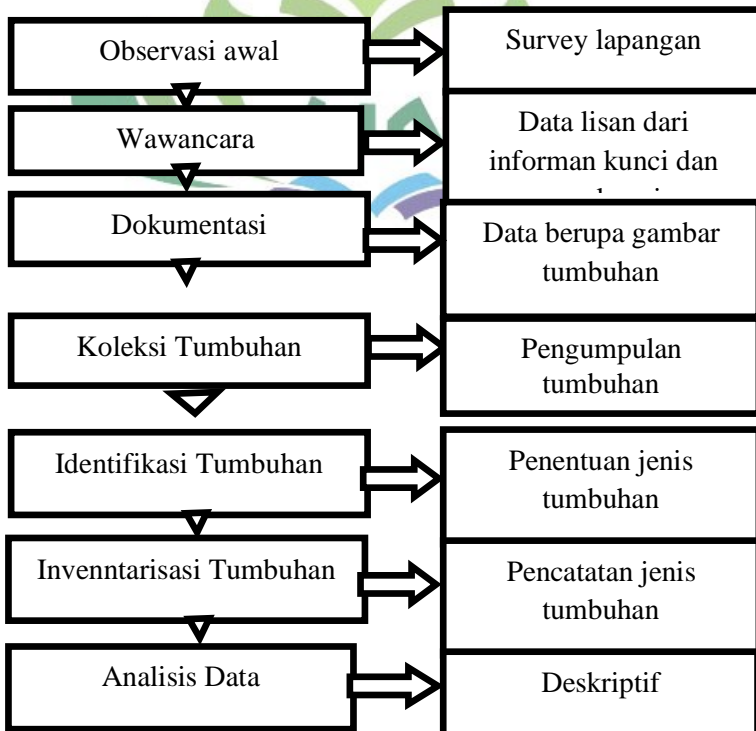 Observasi awal
Survey lapangan
Wawancara
Data lisan dari
informan kunci dan
Dokumentasi
Data berupa gambar
tumbuhan
Koleksi Tumbuhan
Pengumpulan
tumbuhan
Identifikasi Tumbuhan
Penentuan jenis
tumbuhan
Invenntarisasi Tumbuhan
Pencatatan jenis
tumbuhan
Analisis Data
Deskriptif